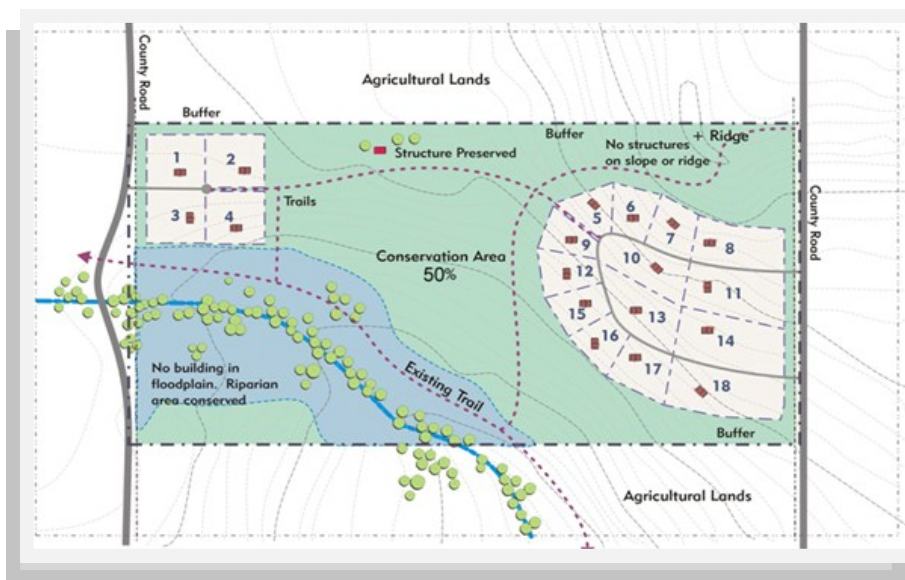 County Road
Agricultural Lands
Buffer
Buffer
+ Ridge
No structures
on slope or ridge
Structure Preserved
1
2
3
4
Trails
County Road
5
6
7
8
9
10
11
12
13
14
15
16
17
18
Conservation Area
50%
No building in
floodplain. Riparian
area conserved
Existing Trail
Buffer
Agricultural Lands